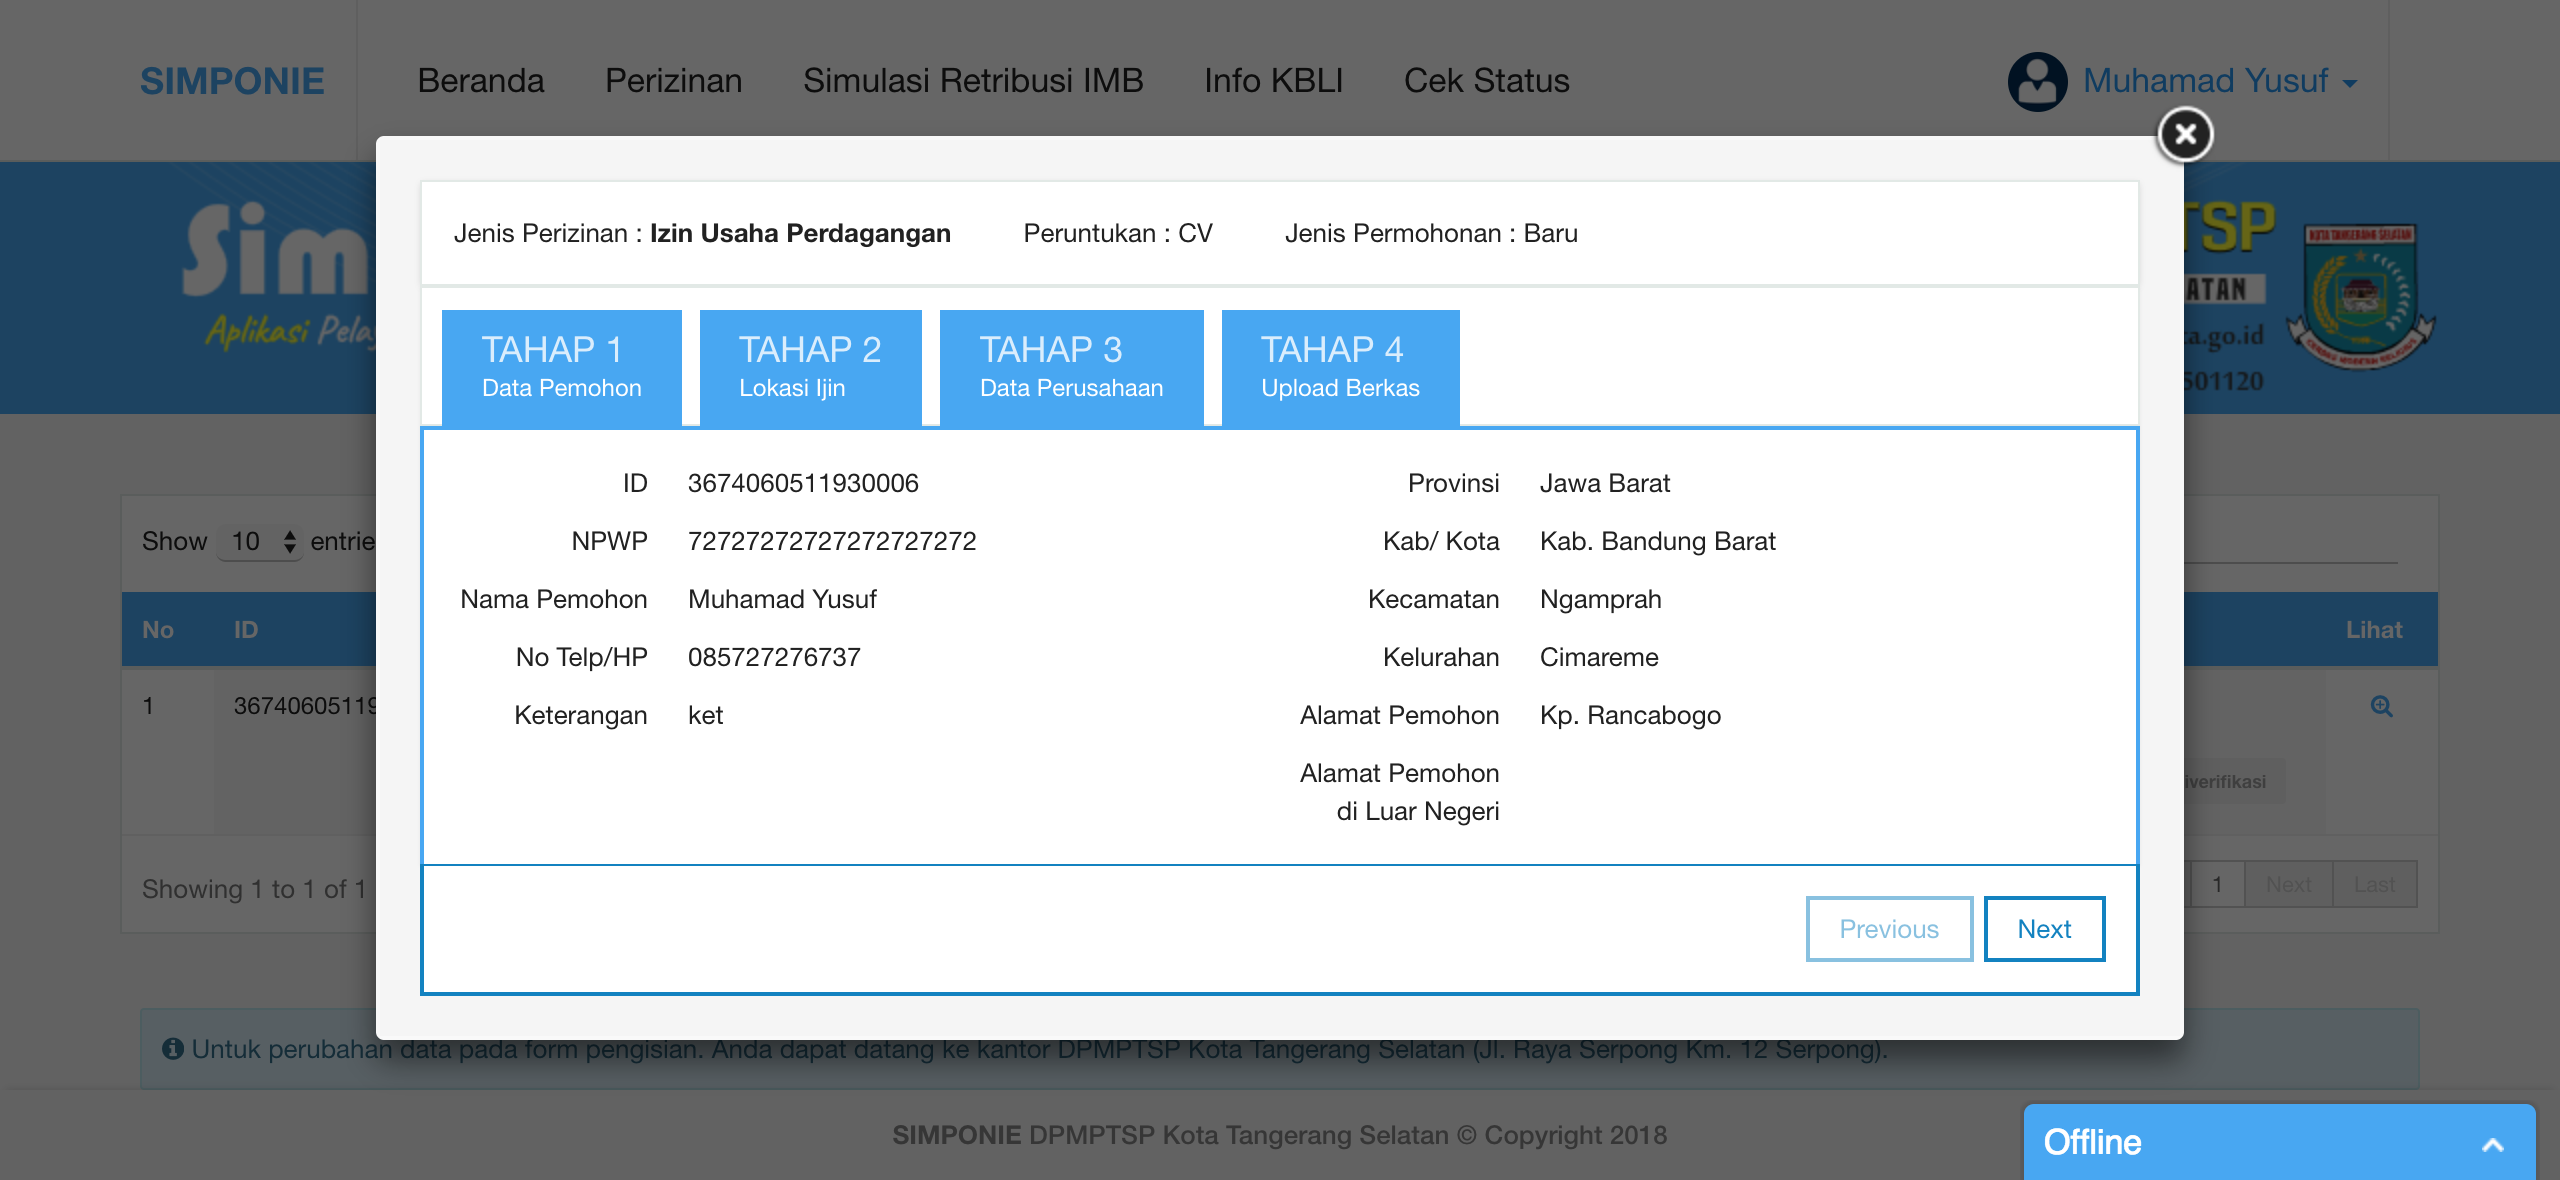 SIMPONIE
Beranda Perizinan Simulasi Retribusi IMB Info KBLI Cek Status
Muhamad Yusuf
Jenis Perizinan : Izin Usaha Perdagangan Peruntukan : CV Jenis Permohonan : Baru
TAHAP 1
Data Pemohon
TAHAP 2
Lokasi Ijin
TAHAP 3
Data Perusahaan
TAHAP 4
Upload Berkas
ID 3674060511930006
NPWP 72727272727272727272
Nama Pemohon Muhamad Yusuf
No Telp/HP 085727276737
Keterangan ket
Provinsi Jawa Barat
Kab/ Kota Kab. Bandung Barat
Kecamatan Ngamprah
Kelurahan Cimareme
Alamat Pemohon Kp. Rancabogo
Alamat Pemohon
di Luar Negeri
Previous Next
Sim
Aplikasi
TSP
KOTA TANGERANG SELATAN
ATAN
a.go.id
501120
Show 10 entrie
No ID Lihat
1 36740605119
iverifikasi
Showing 1 to 1 of 1
1 Next Last
Untuk perubahan data pada form pengisian. Anda dapat datang ke kantor DPMPTSP Kota Tangerang Selatan (Jl. Raya Serpong Km. 12 Serpong).
SIMPONIE DPMPTSP Kota Tangerang Selatan © Copyright 2018
Offline